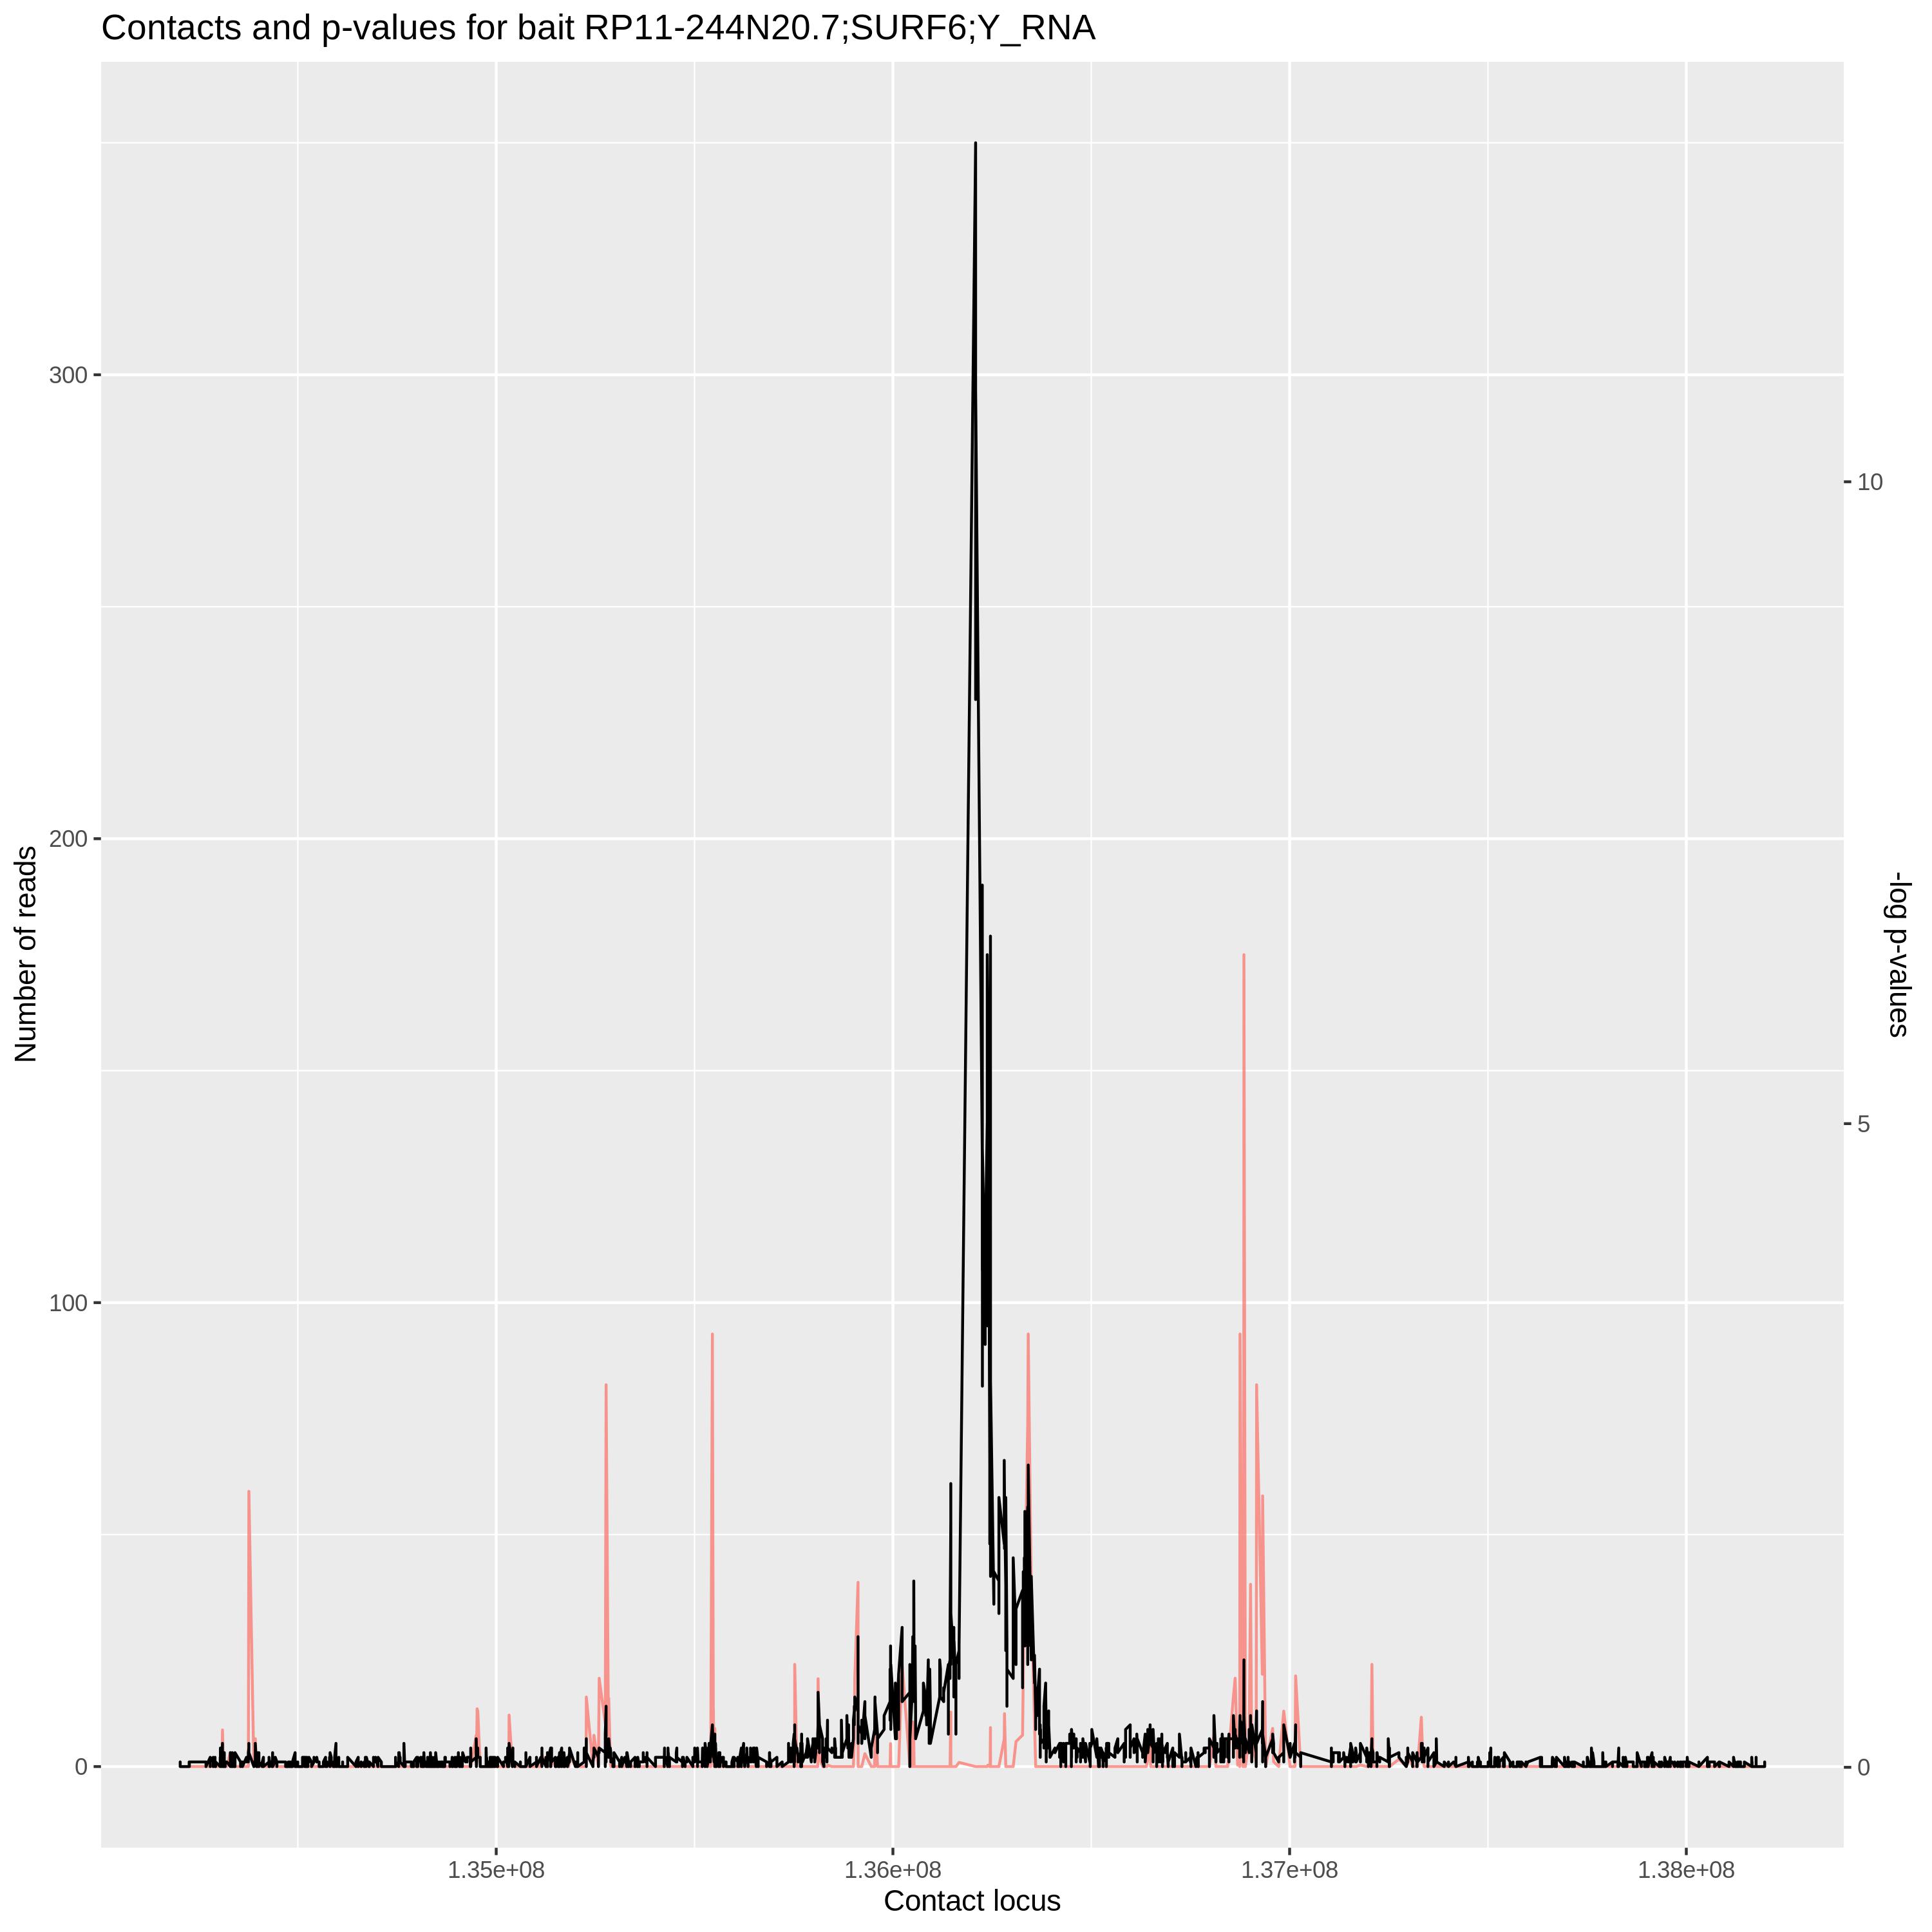 Contacts and p-values for bait RP11-244N20.7;SURF6;Y_RNA
300
200
100
0
Number of reads
10
5
0
-log p-values
1.35e+08
1.36e+08
1.37e+08
1.38e+08
Contact locus